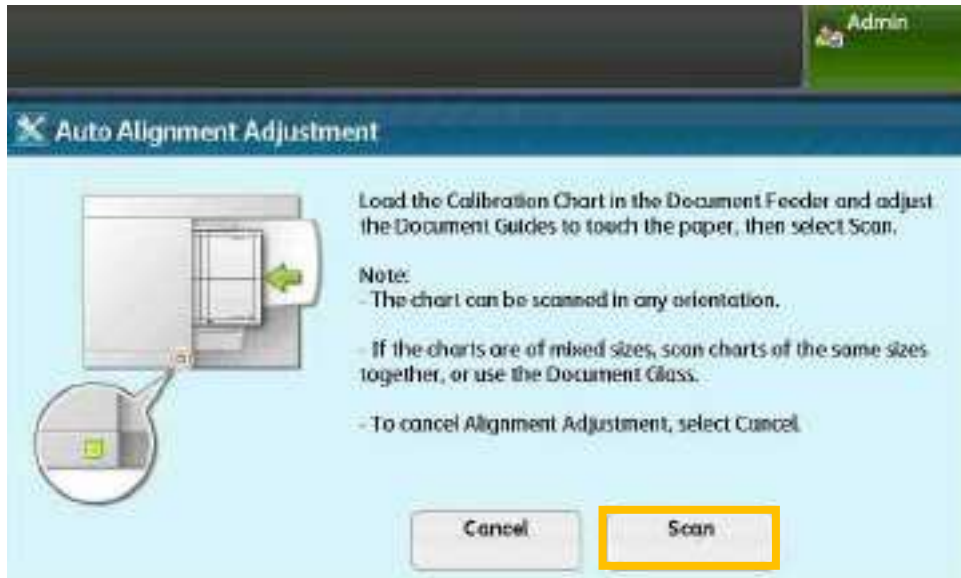 Admin
Auto Alignment Adjustment
Load the Calibration Chart in the Document Feeder and adjust
the Document Guides to touch the paper, then select Scan.
Note:
- The chart can be scanned in any orientation.
- If the charts are of mixed sizes, scan charts of the same sizes
together, or use the Document Glass.
- To cancel Alignment Adjustment, select Cancel.
Cancel
Scan